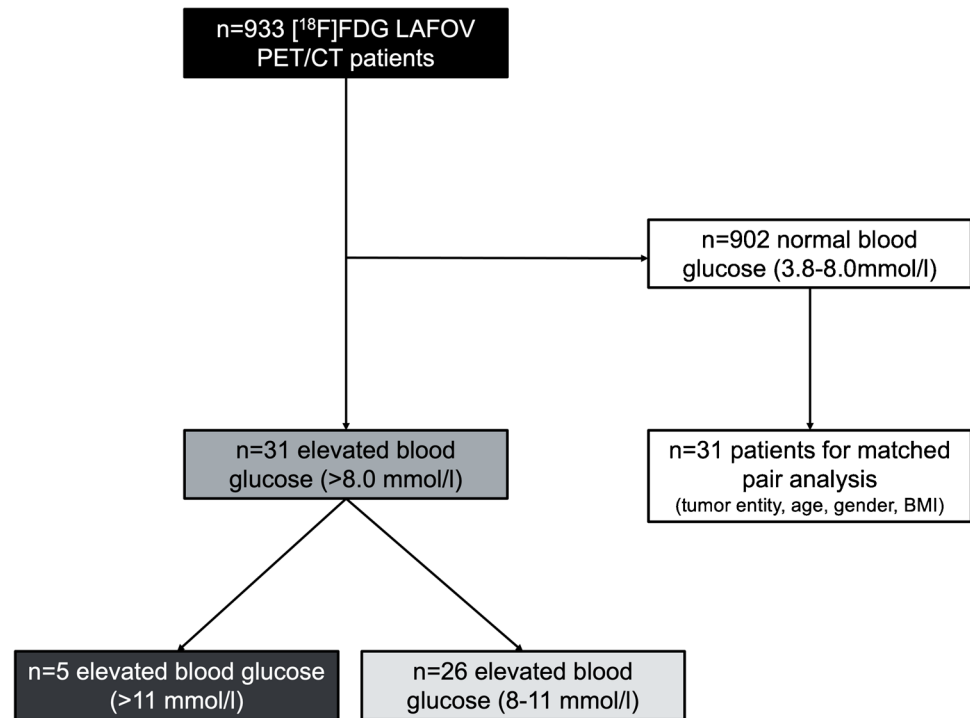 n=933 [¹⁸F]FDG LAFOV
PET/CT patients
n=902 normal blood
glucose (3.8-8.0mmol/l)
n=31 elevated blood
glucose (>8.0 mmol/l)
n=31 patients for matched
pair analysis
(tumor entity, age, gender, BMI)
n=5 elevated blood glucose
(>11 mmol/l)
n=26 elevated blood
glucose (8-11 mmol/l)